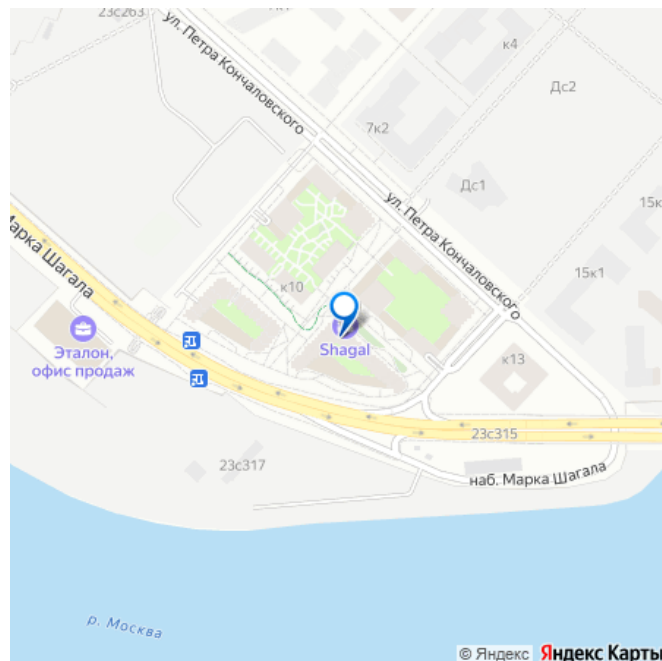 23с263
ул. Петра Кончаловского
к4
Дс2
7к2
Дс1
ул. Петра Кончаловского
15к
15к1
Марка Шагала
к10
Shagal
Эталон,
офис продаж
к13
23с315
23с317
наб. Марка Шагала
р. Москва
© Яндекс Яндекс Карты